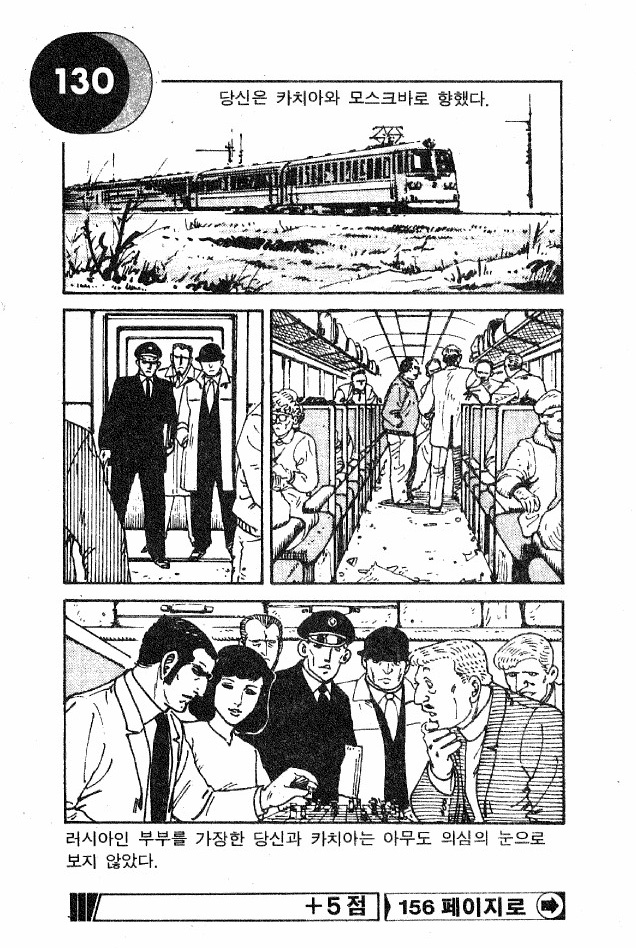 130
당신은 카치아와 모스크바로 향했다.
러시아인 부부를 가장한 당신과 카치아는 아무도 의심의 눈으로
보지 않았다.
+5점 156 페이지로